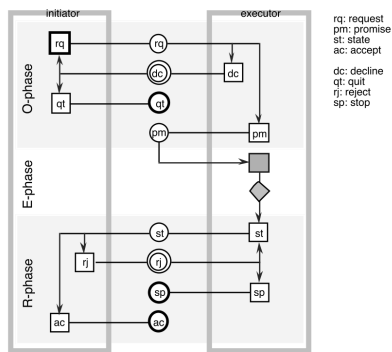 initiator
executor
rq: request
pm: promise
st: state
ac: accept
dc: decline
qt: quit
rj: reject
sp: stop
O-phase
rq
rq
dc
dc
qt
qt
pm
pm
E-phase
R-phase
st
st
rj
rj
sp
sp
ac
ac